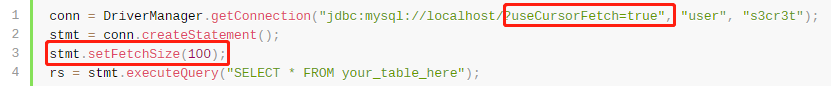 1 conn = DriverManager.getConnection("jdbc:mysql://localhost/?useCursorFetch=true", "user", "s3cr3t");
2 stmt = conn.createStatement();
3 stmt.setFetchSize(100);
4 rs = stmt.executeQuery("SELECT * FROM your_table_here");